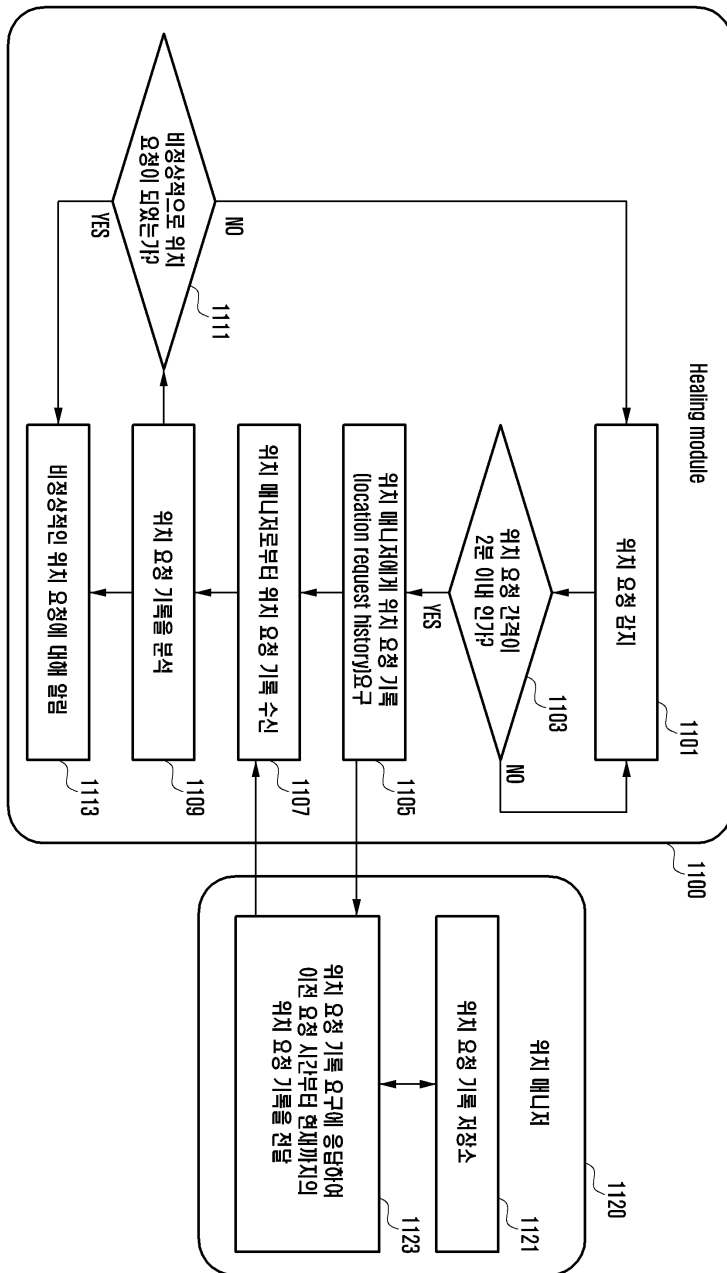 Healing module
1100
위치 요청 감지
1101
위치 요청 간격이
2분 이내 인가?
1103
NO
YES
위치 매니저에게 위치 요청 기록
(location request history)요구
1105
위치 매니저로부터 위치 요청 기록 수신
1107
위치 요청 기록을 분석
1109
비정상적으로 위치
요청이 되었는가?
1111
NO
YES
비정상적인 위치 요청에 대해 알림
1113
위치 매니저
1120
위치 요청 기록 저장소
1121
위치 요청 기록 요구에 응답하여
이전 요청 시간부터 현재까지의
위치 요청 기록을 전달
1123